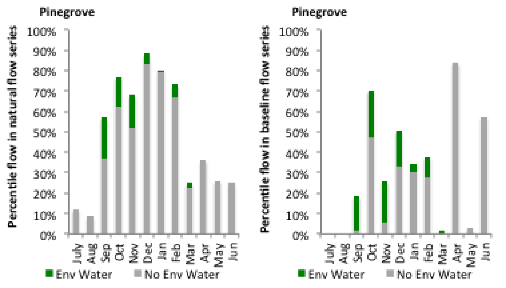 Pinegrove
Percentile flow in natural flow series
100%
90%
80%
70%
60%
50%
40%
30%
20%
10%
0%
July Aug Sep Oct Nov Dec Jan Feb Mar Apr May Jun
Env Water No Env Water
Pinegrove
Percentile flow in baseline flow series
100%
90%
80%
70%
60%
50%
40%
30%
20%
10%
0%
July Aug Sep Oct Nov Dec Jan Feb Mar Apr May Jun
Env Water No Env Water